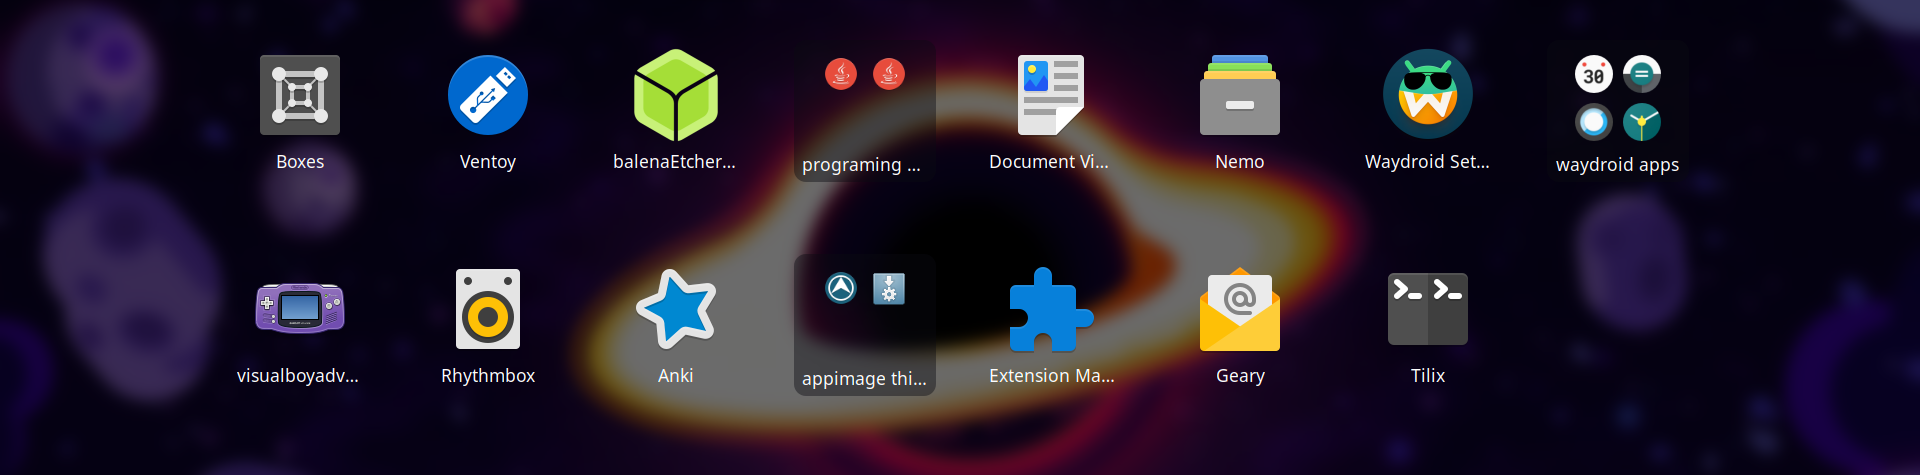 Boxes
Ventoy
balenaEtcher...
programing ...
Document Vi...
Nemo
Waydroid Set...
30
waydroid apps
visualboyadv...
Rhythmbox
Anki
appimage thi...
Extension Ma...
@
Geary
Tilix